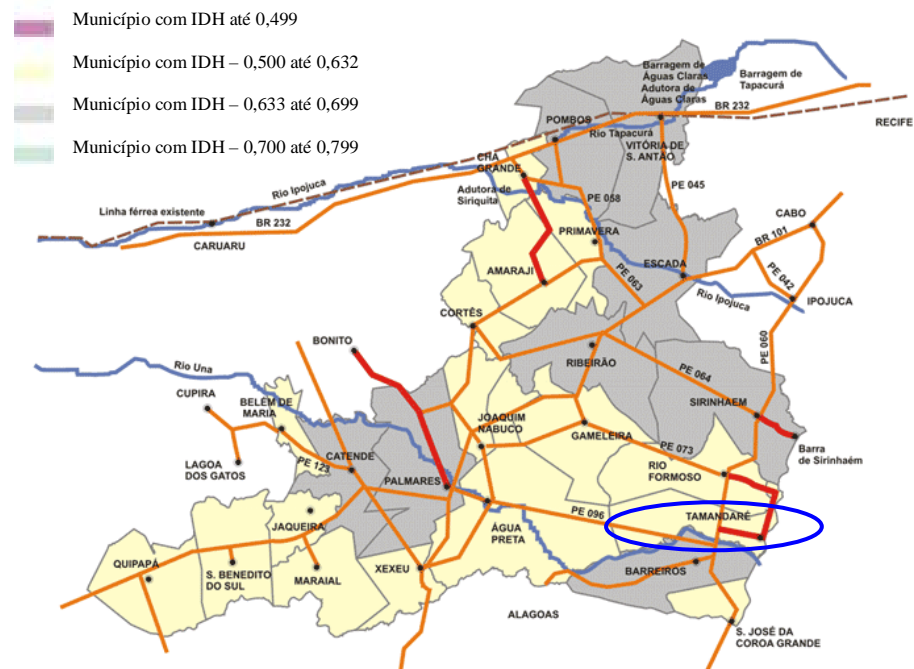 Município com IDH até 0,499
Município com IDH – 0,500 até 0,632
Município com IDH – 0,633 até 0,699
Município com IDH – 0,700 até 0,799
Barragem de
Águas Claras
Adutora de
Águas Claras
Barragem de
Tapacurá
BR 232
RECIFE
POMBOS
Rio Tapacurá
VITÓRIA DE
S. ANTÃO
CHÃ
GRANDE
Rio Ipojuca
Adutora de
Siriquita
PE 058
PE 045
Linha férrea existente
BR 232
CARUARU
PRIMAVERA
CABO
BR 101
AMARAJI
PE 063
ESCADA
PE 042
Rio Ipojuca
IPOJUCA
CORTÊS
BONITO
PE 060
RIBEIRÃO
PE 064
Rio Una
CUPIRA
BELÉM DE
MARIA
SIRINHAEM
JOAQUIM
NABUCO
GAMELEIRA
PE 073
Barra
de Sirinhaém
LAGOA
DOS GATOS
PE 123
CATENDE
PALMARES
RIO
FORMOSO
TAMANDARÉ
PE 096
ÁGUA
PRETA
JAQUEIRA
QUIPAPÁ
S. BENEDITO
DO SUL
MARAIAL
XEXEU
BARREIROS
ALAGOAS
S. JOSÉ DA
COROA GRANDE